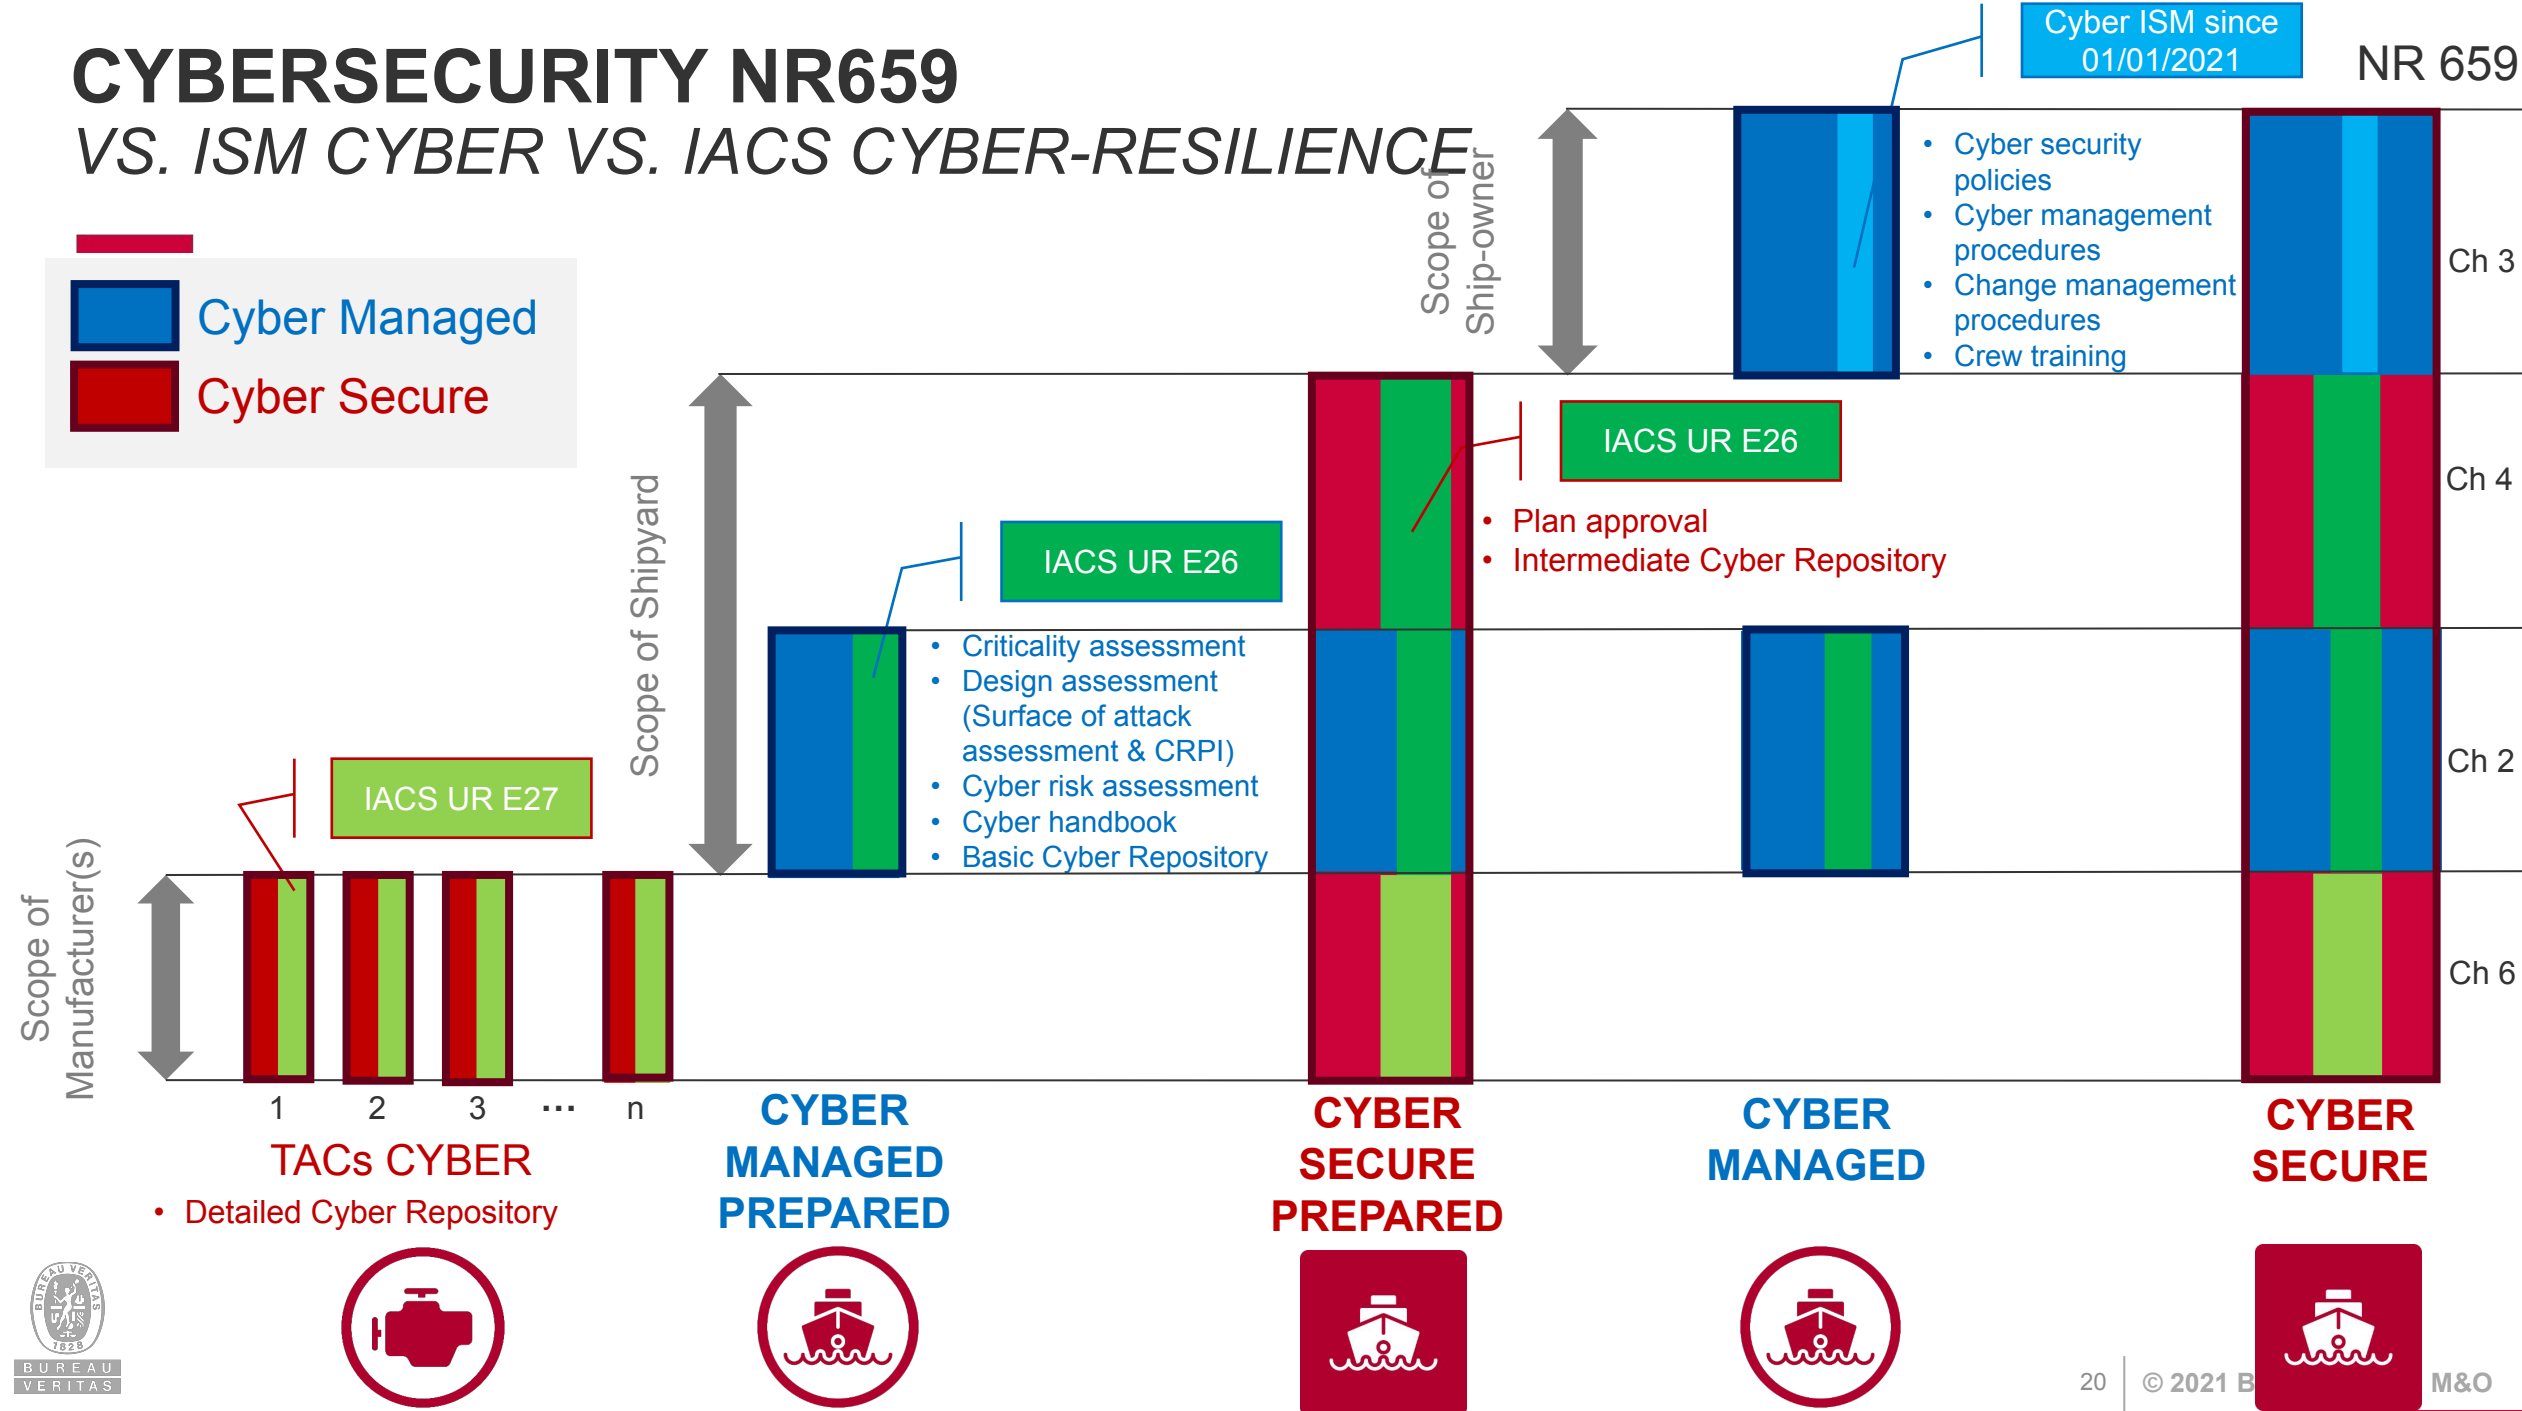 CYBERSECURITY NR659
VS. ISM CYBER VS. IACS CYBER-RESILIENCE
Cyber ISM since
01/01/2021
NR 659
Cyber Managed
Cyber Secure
Scope of
Ship-owner
• Cyber security
policies
• Cyber management
procedures
• Change management
procedures
• Crew training
Ch 3
IACS UR E26
• Plan approval
• Intermediate Cyber Repository
Ch 4
Scope of Shipyard
IACS UR E26
• Criticality assessment
• Design assessment
(Surface of attack
assessment & CRPI)
• Cyber risk assessment
• Cyber handbook
• Basic Cyber Repository
Ch 2
IACS UR E27
Scope of
Manufacturer(s)
Ch 6
1 2 3 ... n
TACs CYBER
• Detailed Cyber Repository
CYBER
MANAGED
PREPARED
CYBER
SECURE
PREPARED
CYBER
MANAGED
CYBER
SECURE
BUREAU VERITAS
1828
BUREAU
VERITAS
20
© 2021 B
M&O